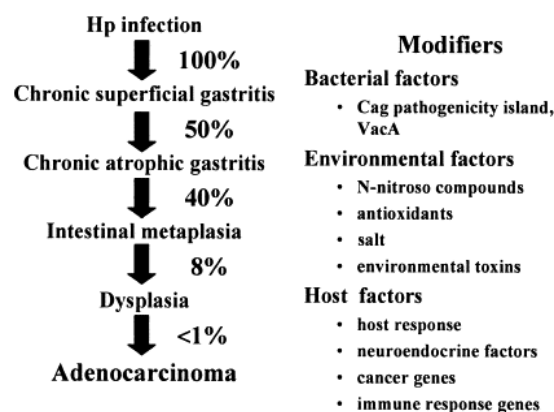 Hp infection
100%
Chronic superficial gastritis
50%
Chronic atrophic gastritis
40%
Intestinal metaplasia
8%
Dysplasia
<1%
Adenocarcinoma
Modifiers
Bacterial factors
• Cag pathogenicity island,
VacA
Environmental factors
• N-nitroso compounds
• antioxidants
• salt
• environmental toxins
Host factors
• host response
• neuroendocrine factors
• cancer genes
• immune response genes